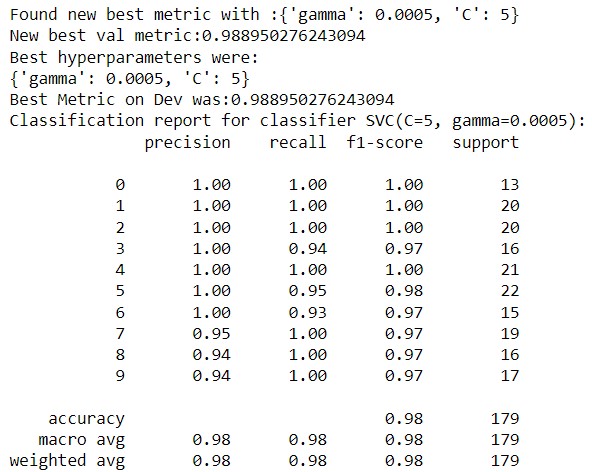 Found new best metric with :{'gamma': 0.0005, 'C': 5}
New best val metric:0.988950276243094
Best hyperparameters were:
{'gamma': 0.0005, 'C': 5}
Best Metric on Dev was:0.988950276243094
Classification report for classifier SVC(C=5, gamma=0.0005):
precision recall f1-score support
0 1.00 1.00 1.00 13
1 1.00 1.00 1.00 20
2 1.00 1.00 1.00 20
3 1.00 0.94 0.97 16
4 1.00 1.00 1.00 21
5 1.00 0.95 0.98 22
6 1.00 0.93 0.97 15
7 0.95 1.00 0.97 19
8 0.94 1.00 0.97 16
9 0.94 1.00 0.97 17
accuracy 0.98 179
macro avg 0.98 0.98 0.98 179
weighted avg 0.98 0.98 0.98 179